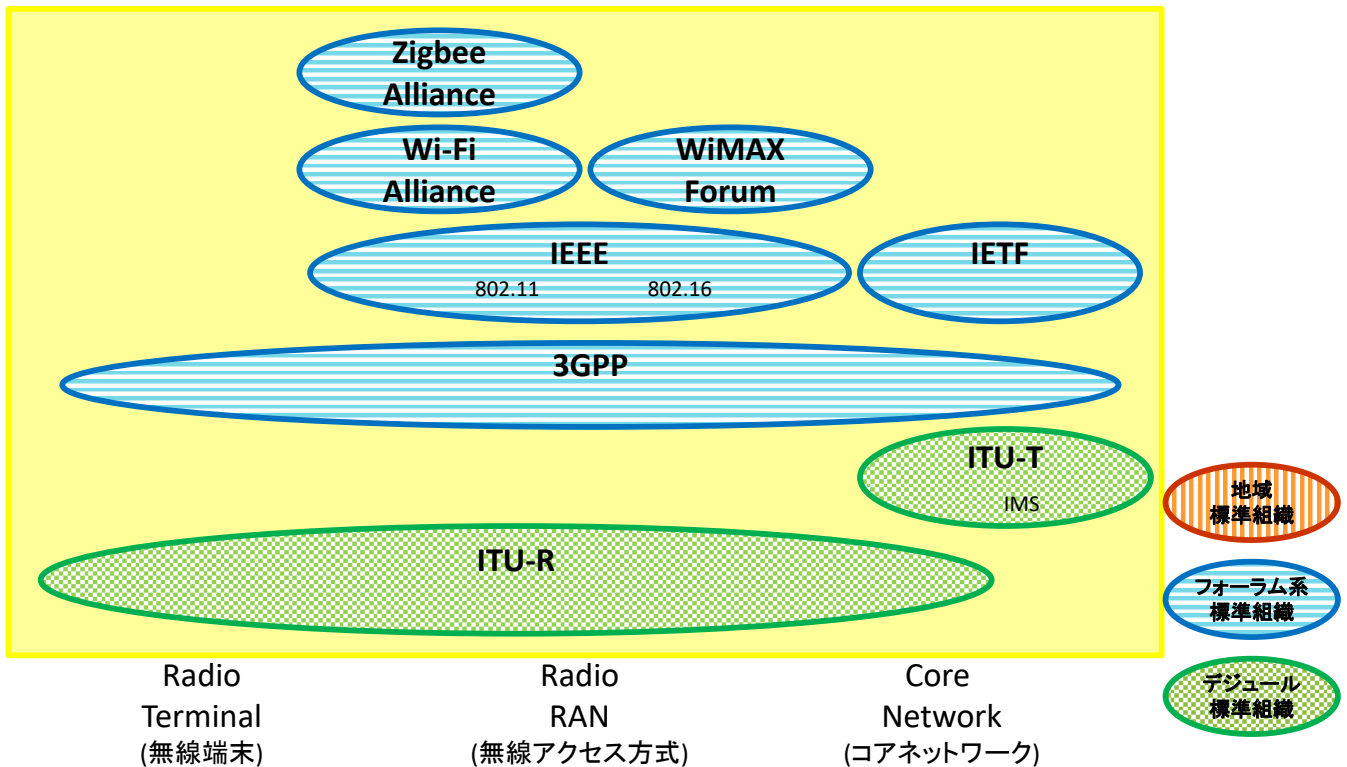 Zigbee
Alliance
Wi-Fi
Alliance
WiMAX
Forum
IEEE
802.11 802.16
IETF
3GPP
ITU-T
IMS
ITU-R
地域
標準組織
フォーラム系
標準組織
デジュール
標準組織
Radio
Terminal
(無線端末)
Radio
RAN
(無線アクセス方式)
Core
Network
(コアネットワーク)